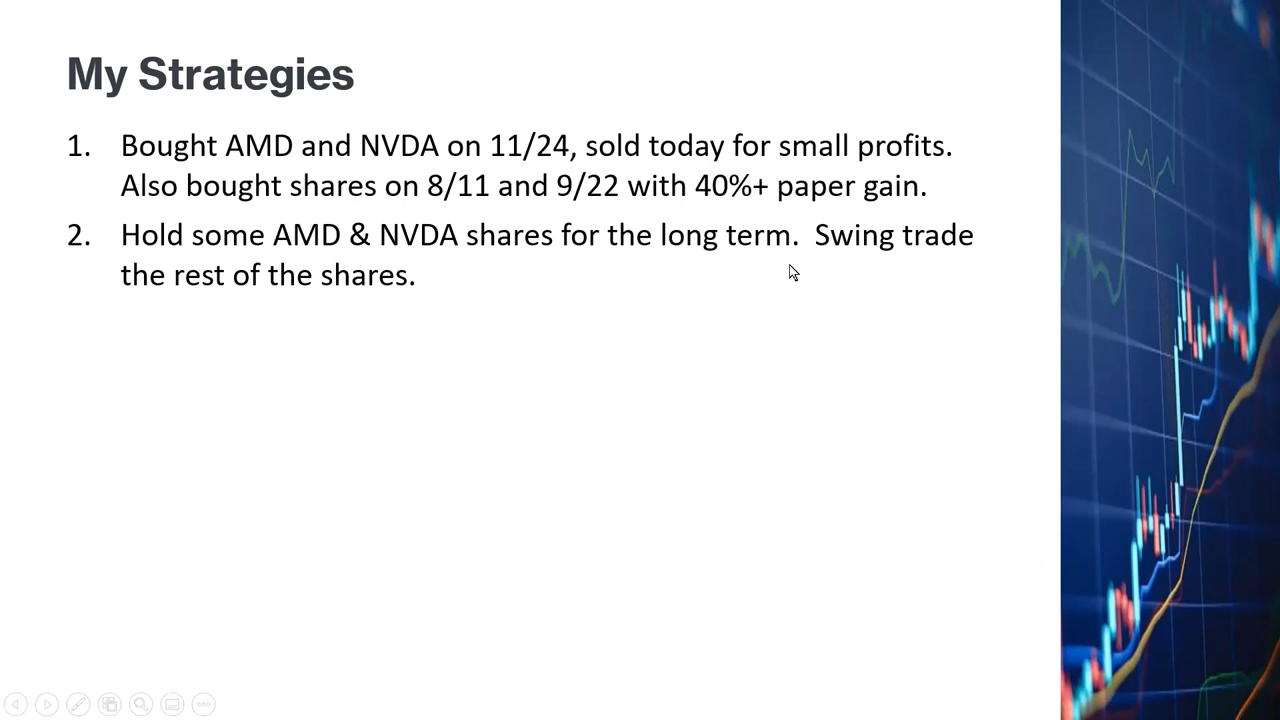 My Strategies
1. Bought AMD and NVDA on 11/24, sold today for small profits.
Also bought shares on 8/11 and 9/22 with 40%+ paper gain.
2. Hold some AMD & NVDA shares for the long term.  Swing trade
the rest of the shares.